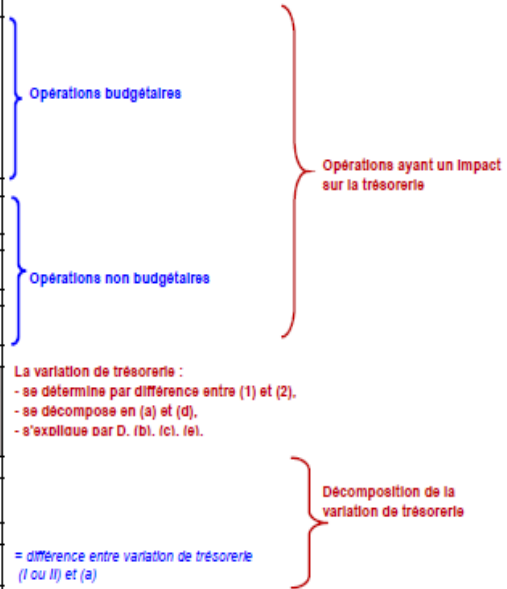 Opérations budgétaires
Opérations ayant un impact
sur la trésorerie
Opérations non budgétaires
La variation de trésorerie :
- se détermine par différence entre (1) et (2),
- se décompose en (a) et (d),
- s'explique par D, (b), (c), (e).
Décomposition de la
variation de trésorerie
= différence entre variation de trésorerie
(I ou II) et (a)